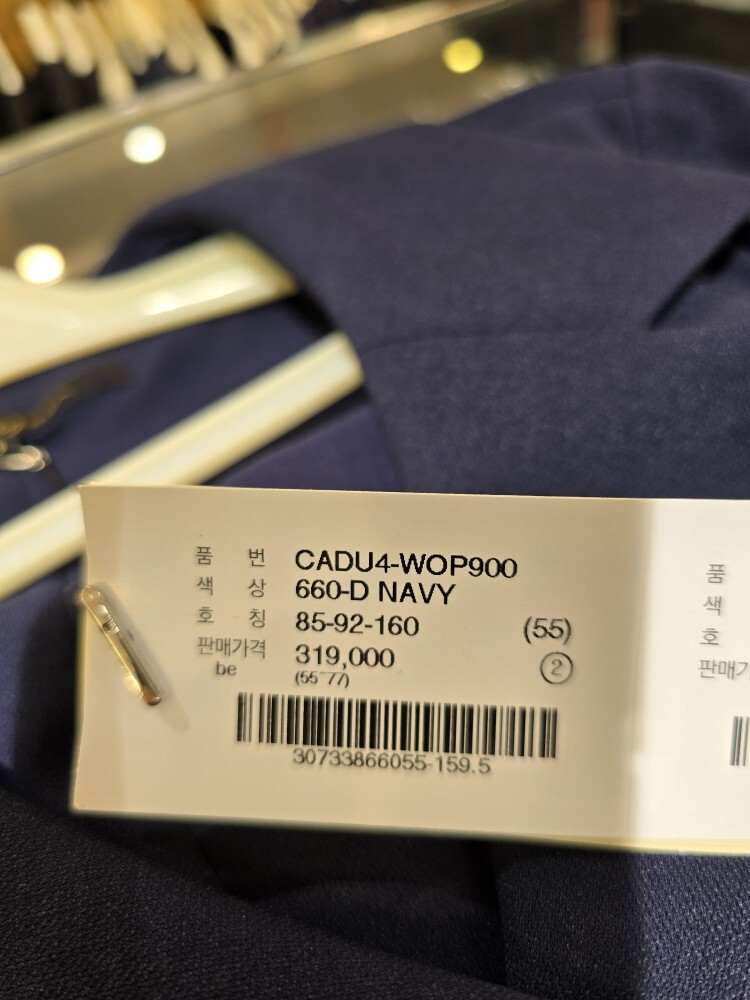 품 번 CADU4-WOP900
색 상 660-D NAVY
호 칭 85-92-160 (55)
판매가격 319,000 ②
be (55~77)
30733866055-159.5
품
색
호
판매가